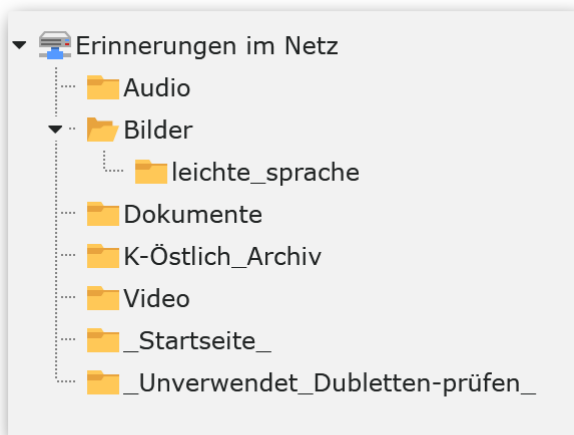 Erinnerungen im Netz
Audio
Bilder
leichte_sprache
Dokumente
K-Östlich_Archiv
Video
_Startseite_
_Unverwendet_Dubletten-prüfen_